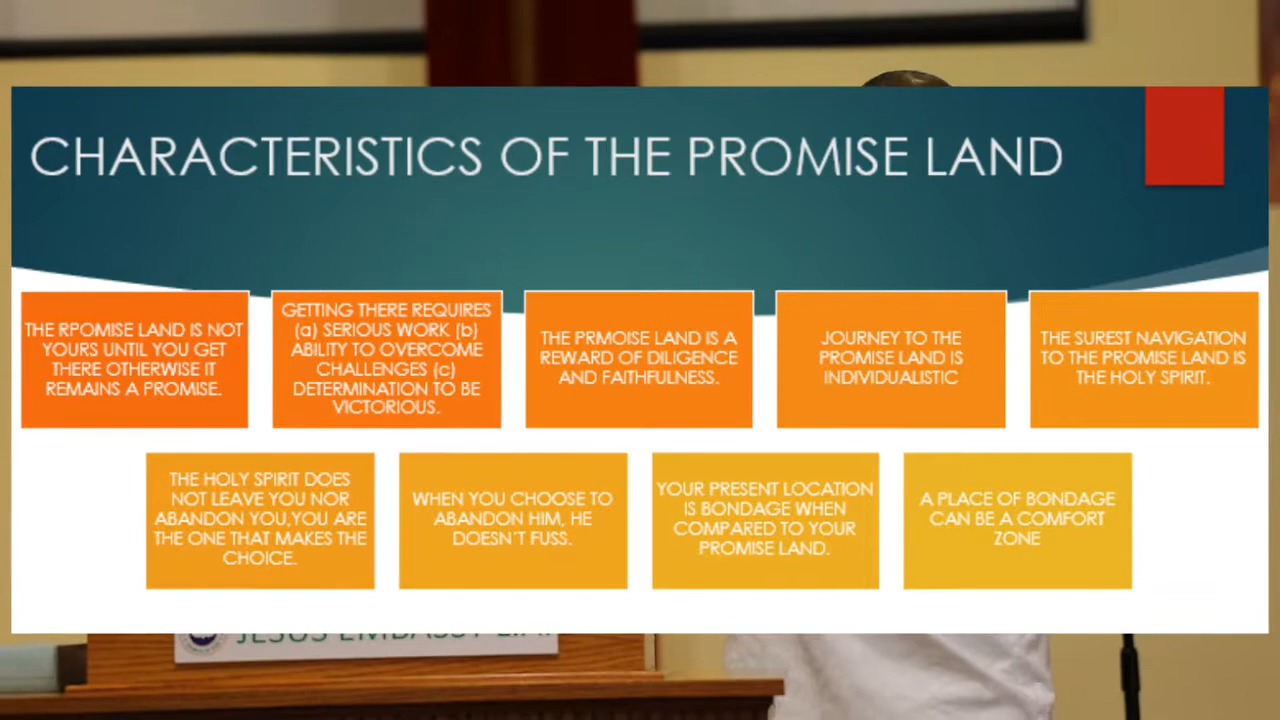 CHARACTERISTICS OF THE PROMISE LAND
THE RPOMISE LAND IS NOT
YOURS UNTIL YOU GET
THERE OTHERWISE IT
REMAINS A PROMISE.
GETTING THERE REQUIRES
(a) SERIOUS WORK (b)
ABILITY TO OVERCOME
CHALLENGES (c)
DETERMINATION TO BE
VICTORIOUS.
THE PRMOISE LAND IS A
REWARD OF DILIGENCE
AND FAITHFULNESS.
JOURNEY TO THE
PROMISE LAND IS
INDIVIDUALISTIC
THE SUREST NAVIGATION
TO THE PROMISE LAND IS
THE HOLY SPIRIT.
THE HOLY SPIRIT DOES
NOT LEAVE YOU NOR
ABANDON YOU,YOU ARE
THE ONE THAT MAKES THE
CHOICE.
WHEN YOU CHOOSE TO
ABANDON HIM, HE
DOESN'T FUSS.
YOUR PRESENT LOCATION
IS BONDAGE WHEN
COMPARED TO YOUR
PROMISE LAND.
A PLACE OF BONDAGE
CAN BE A COMFORT
ZONE
JESUS EMBASSY